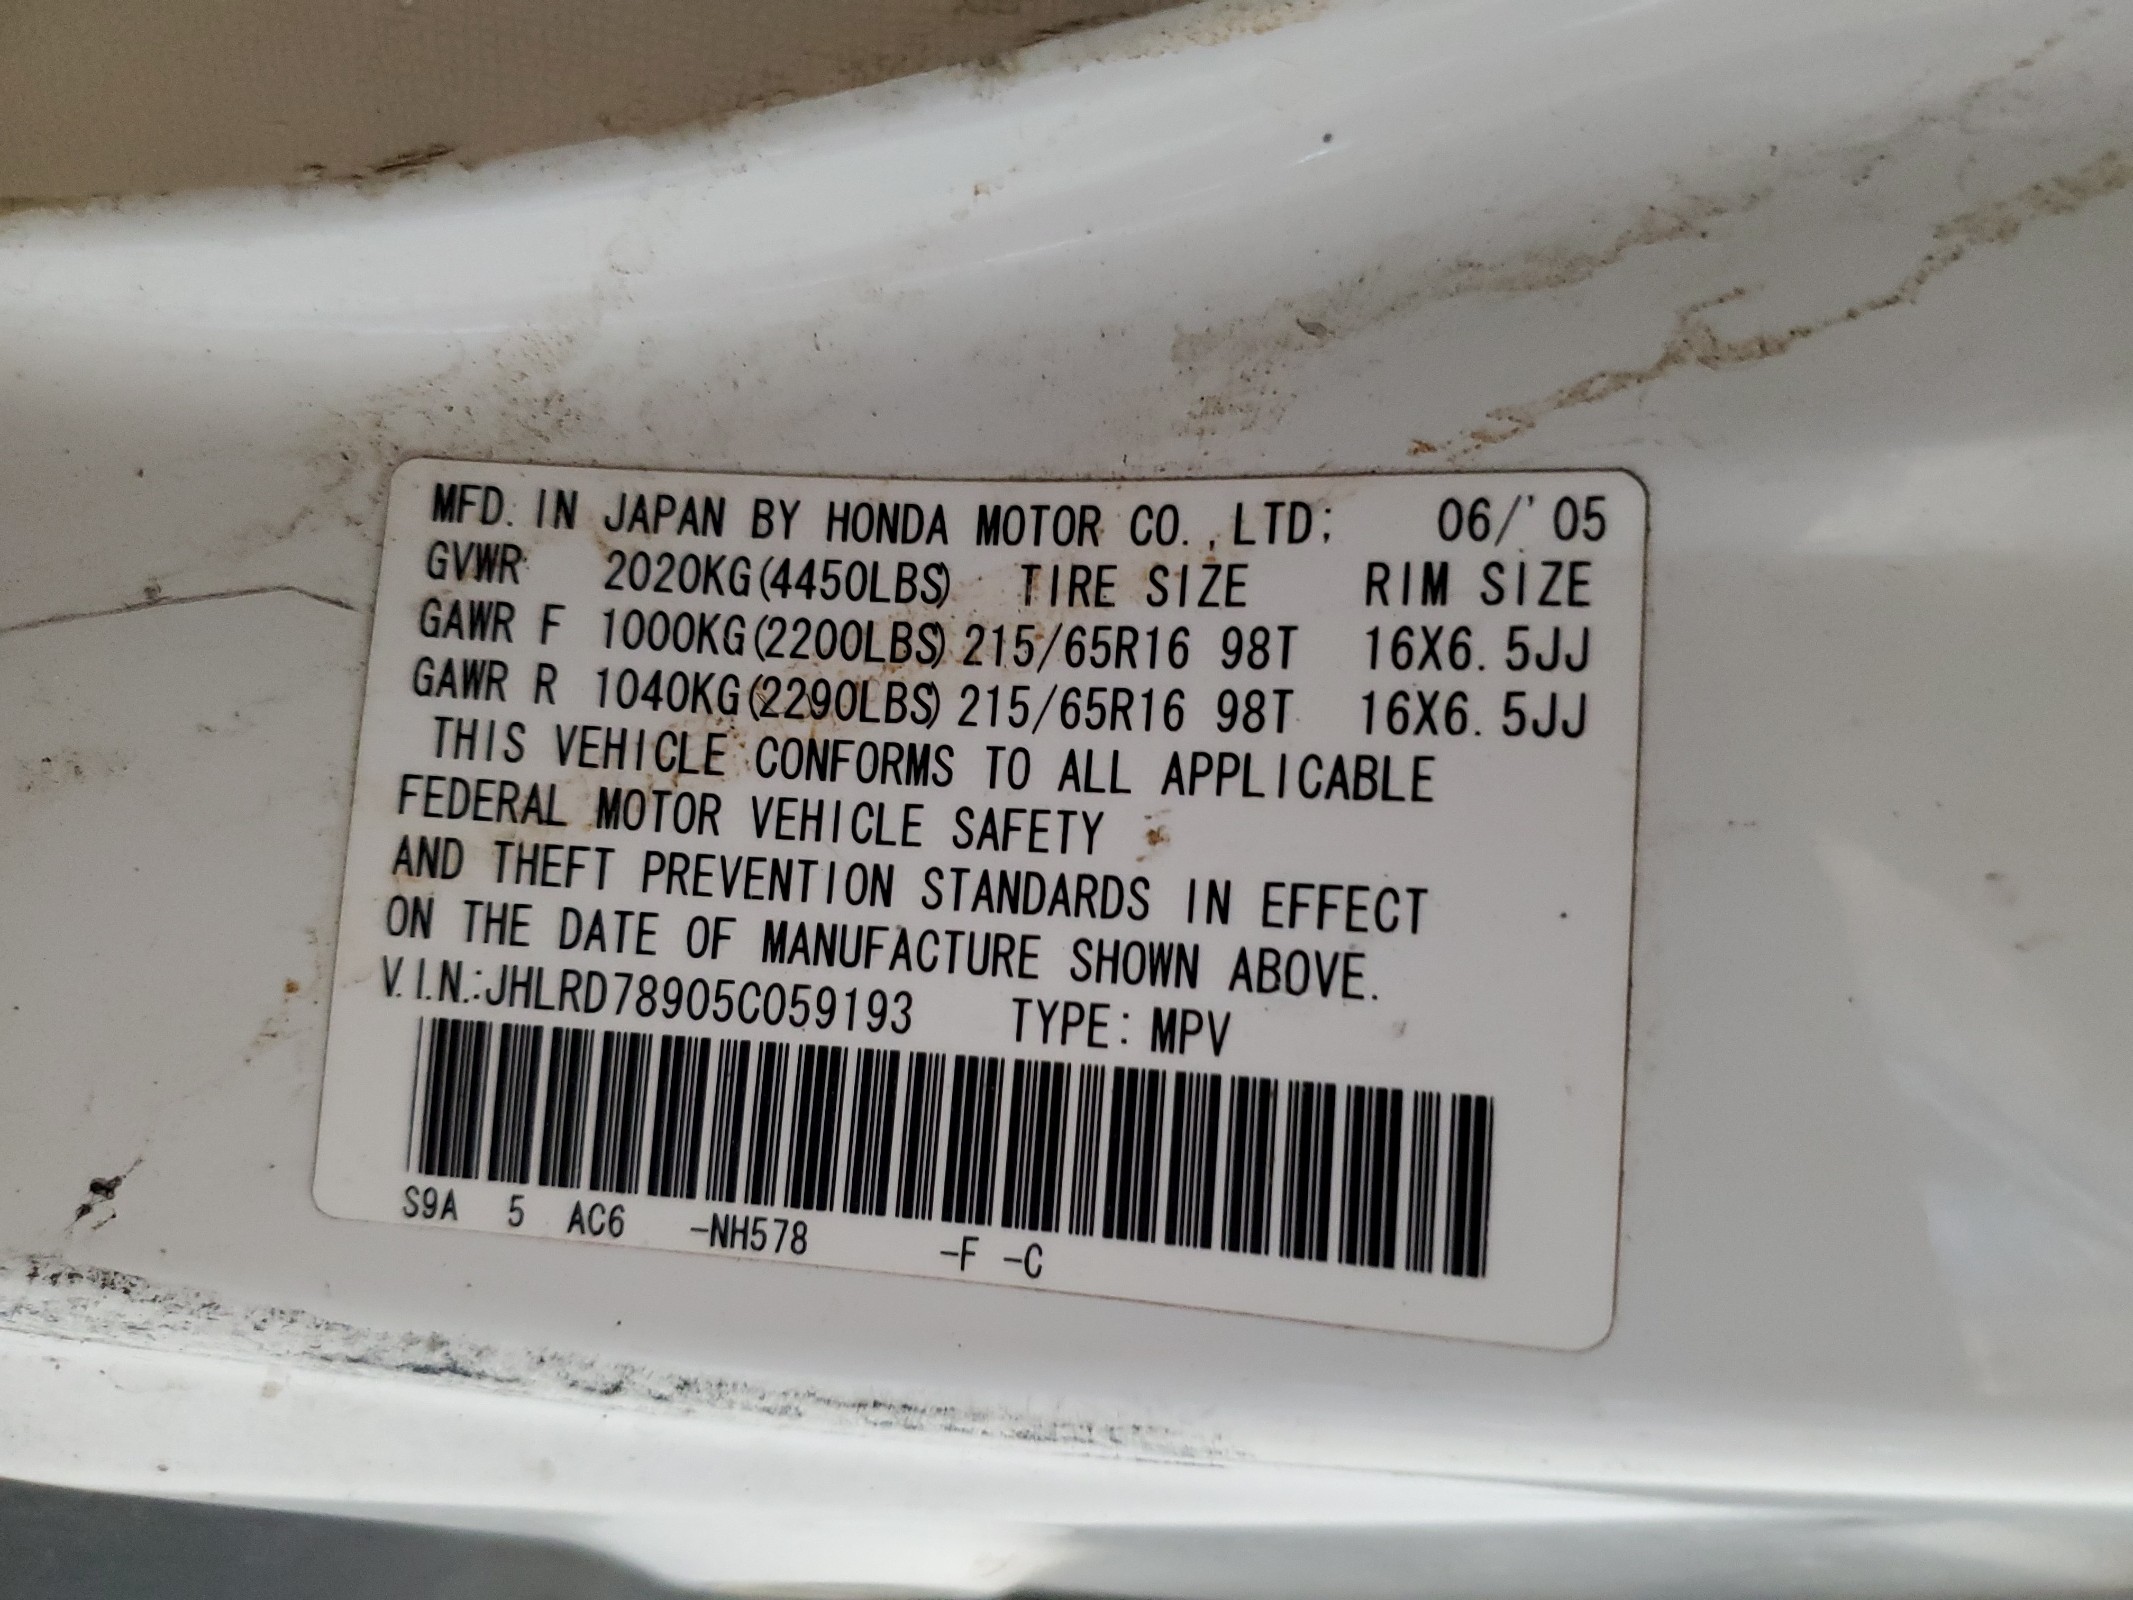 MFD. IN JAPAN BY HONDA MOTOR CO.,LTD; 06/'05
GVWR 2020KG(4450LBS) TIRE SIZE RIM SIZE
GAWR F 1000KG(2200LBS) 215/65R16 98T 16X6.5JJ
GAWR R 1040KG(2290LBS) 215/65R16 98T 16X6.5JJ
THIS VEHICLE CONFORMS TO ALL APPLICABLE
FEDERAL MOTOR VEHICLE SAFETY
AND THEFT PREVENTION STANDARDS IN EFFECT
ON THE DATE OF MANUFACTURE SHOWN ABOVE.
V.I.N.:JHLRD78905C059193 TYPE: MPV
S9A 5 AC6 -NH578 -F -C